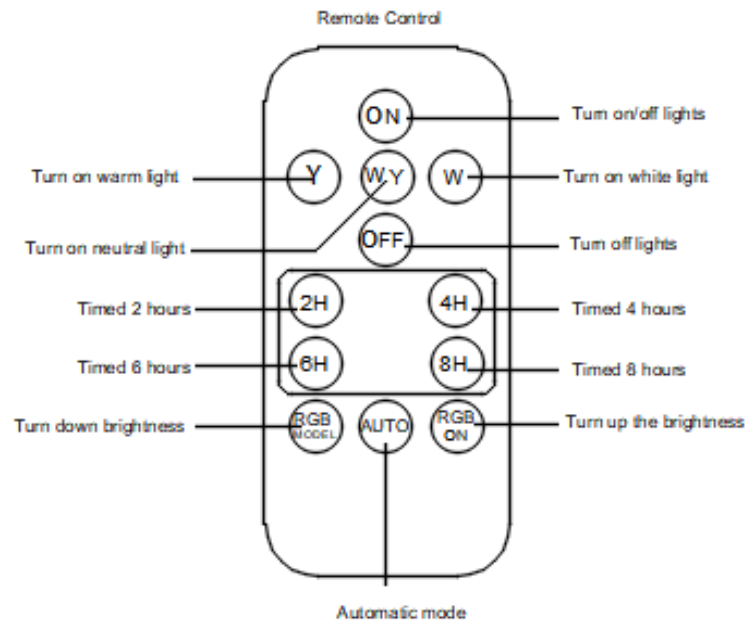 Remote Control
ON
Turn on/off lights
Turn on warm light
Y
W.Y
W
Turn on white light
Turn on neutral light
OFF
Turn off lights
Timed 2 hours
2H
4H
Timed 4 hours
Timed 6 hours
6H
8H
Timed 8 hours
Turn down brightness
RGB
MODEL
AUTO
RGB
ON
Turn up the brightness
Automatic mode